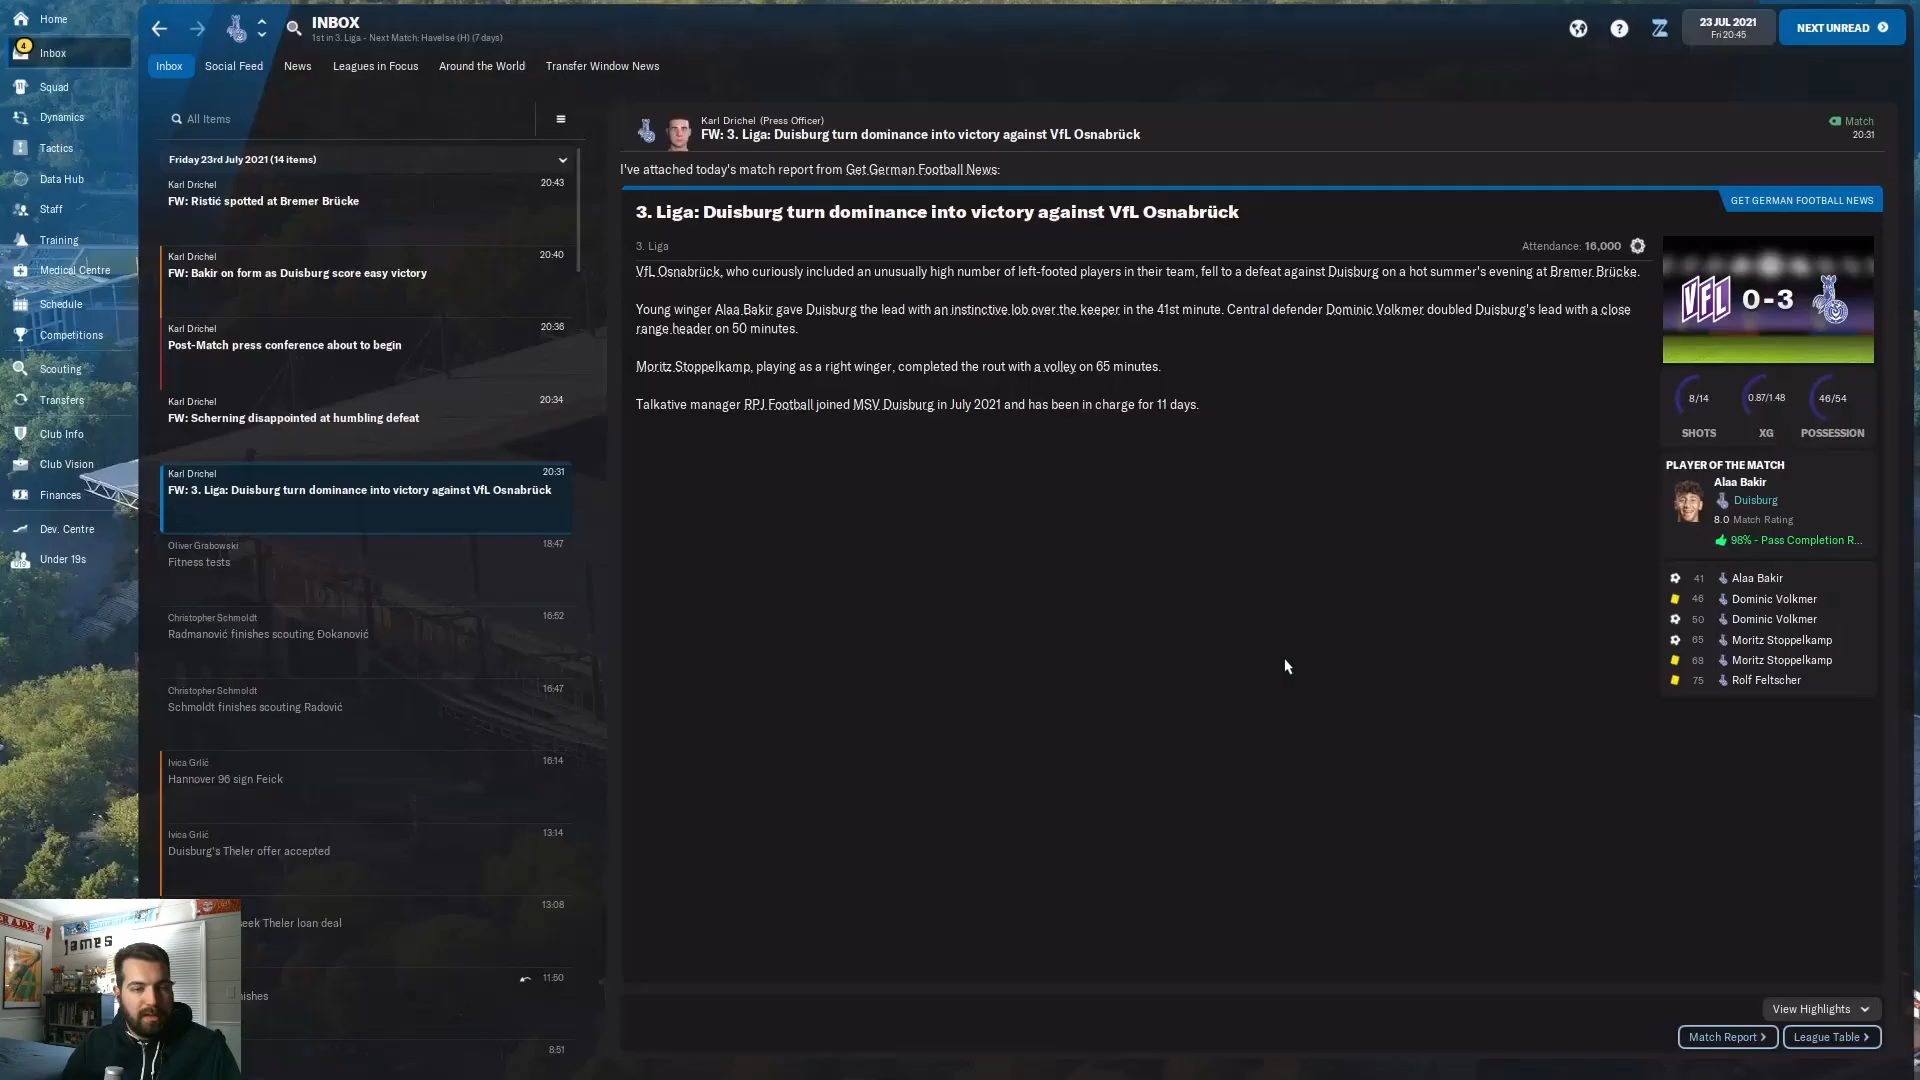 Home
4
Inbox
Squad
Dynamics
Tactics
Data Hub
Staff
Training
Medical Centre
Schedule
Competitions
Scouting
Transfers
Club Info
Club Vision
Finances
Dev. Centre
Under 19s
INBOX
1st in 3. Liga - Next Match: Havelse (H) (7 days)
23 JUL 2021
Fri 20:45
NEXT UNREAD
Inbox
Social Feed
News
Leagues in Focus
Around the World
Transfer Window News
All Items
Friday 23rd July 2021 (14 items)
Karl Drichel 20:43
FW: Ristić spotted at Bremer Brücke
Karl Drichel 20:40
FW: Bakir on form as Duisburg score easy victory
Karl Drichel 20:36
Post-Match press conference about to begin
Karl Drichel 20:34
FW: Scherning disappointed at humbling defeat
Karl Drichel 20:31
FW: 3. Liga: Duisburg turn dominance into victory against VfL Osnabrück
Oliver Grabowski 18:47
Fitness tests
Christopher Schmoldt 16:52
Radmanović finishes scouting Đokanović
Christopher Schmoldt 16:47
Schmoldt finishes scouting Radović
Ivica Grlić 16:14
Hannover 96 sign Feick
Ivica Grlić 13:14
Duisburg's Theler offer accepted
13:08
eek Theler loan deal
11:50
ishes
8:51
James
Karl Drichel (Press Officer)
FW: 3. Liga: Duisburg turn dominance into victory against VfL Osnabrück
Match
20:31
I've attached today's match report from Get German Football News:
GET GERMAN FOOTBALL NEWS
3. Liga: Duisburg turn dominance into victory against VfL Osnabrück
3. Liga
Attendance: 16,000
VfL Osnabrück, who curiously included an unusually high number of left-footed players in their team, fell to a defeat against Duisburg on a hot summer's evening at Bremer Brücke.
Young winger Alaa Bakir gave Duisburg the lead with an instinctive lob over the keeper in the 41st minute. Central defender Dominic Volkmer doubled Duisburg's lead with a close
range header on 50 minutes.
Moritz Stoppelkamp, playing as a right winger, completed the rout with a volley on 65 minutes.
Talkative manager RPJ Football joined MSV Duisburg in July 2021 and has been in charge for 11 days.
VFL 0-3
8/14
0.87/1.48
46/54
SHOTS
XG
POSSESSION
PLAYER OF THE MATCH
Alaa Bakir
Duisburg
8.0 Match Rating
98% - Pass Completion R...
41 Alaa Bakir
46 Dominic Volkmer
50 Dominic Volkmer
65 Moritz Stoppelkamp
68 Moritz Stoppelkamp
75 Rolf Feltscher
View Highlights
Match Report
League Table